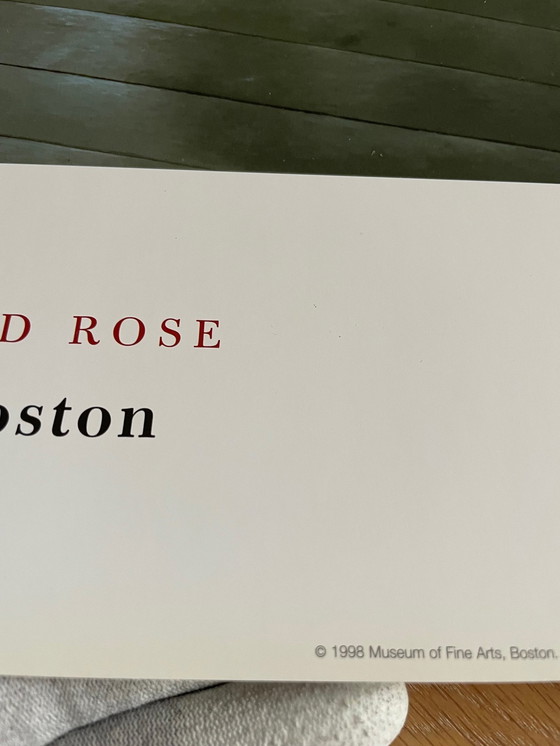 D ROSE
oston
© 1998 Museum of Fine Arts, Boston.